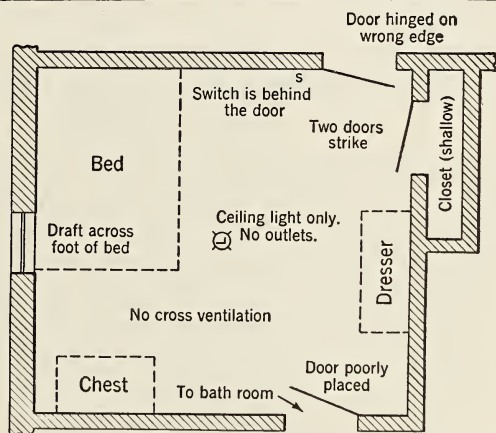 Door hinged on
wrong edge
S
Switch is behind
the door
Two doors
strike
Closet (shallow)
Bed
Draft across
foot of bed
Ceiling light only.
No outlets.
L
Dresser
No cross ventilation
Chest
To bath room
Door poorly
placed